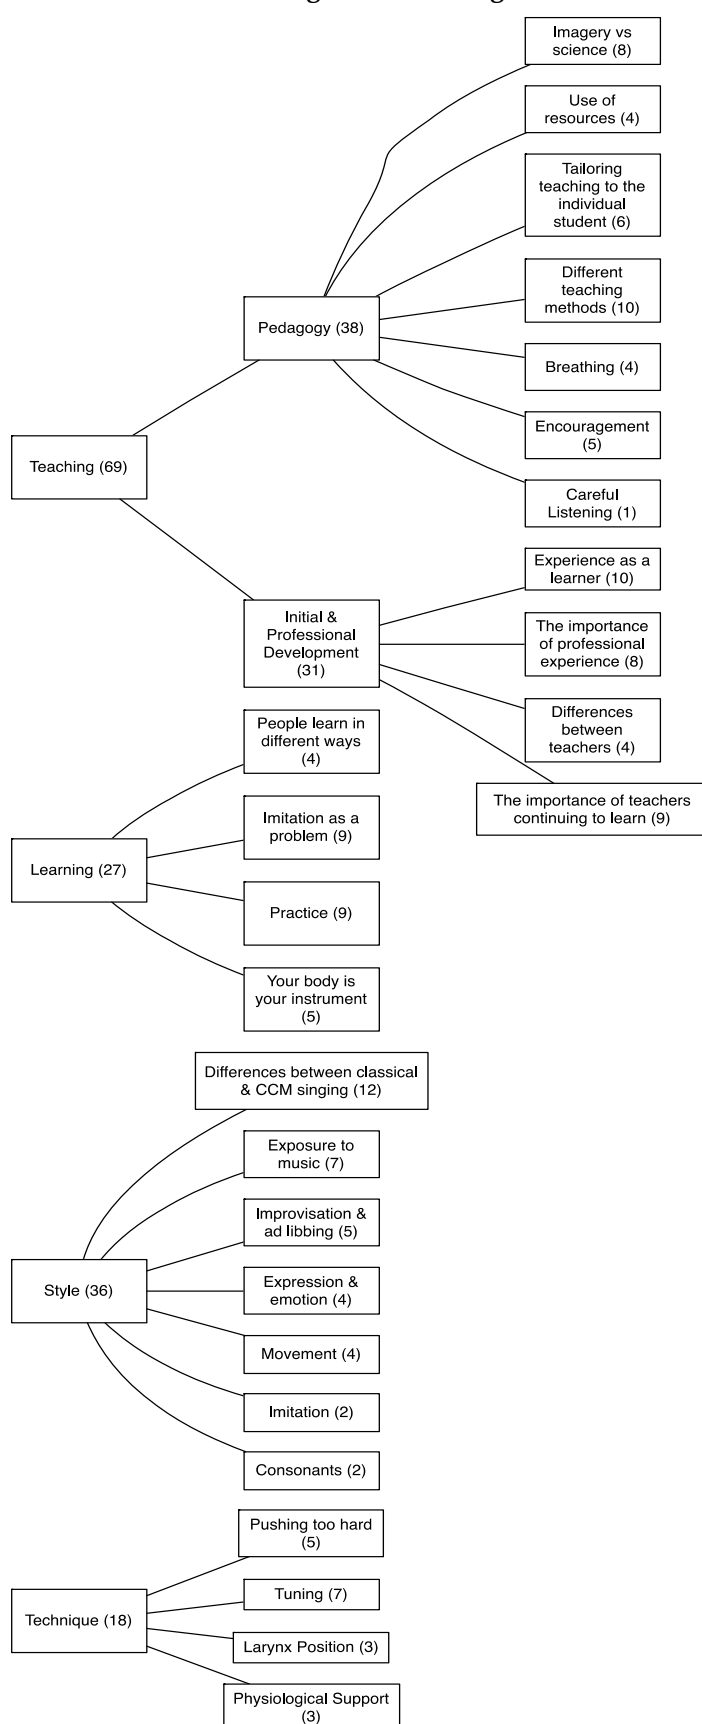 Imagery vs
science (8)
Use of
resources (4)
Tailoring
teaching to the
individual
student (6)
Different
teaching
methods (10)
Pedagogy (38)
Breathing (4)
Encouragement
(5)
Teaching (69)
Careful
Listening (1)
Experience as a
learner (10)
Initial &
Professional
Development
(31)
The importance
of professional
experience (8)
Differences
between
teachers (4)
The importance of teachers
continuing to learn (9)
People learn in
different ways
(4)
Imitation as a
problem (9)
Learning (27)
Practice (9)
Your body is
your instrument
(5)
Differences between classical
& CCM singing (12)
Exposure to
music (7)
Improvisation &
ad libbing (5)
Style (36)
Expression &
emotion (4)
Movement (4)
Imitation (2)
Consonants (2)
Pushing too hard
(5)
Tuning (7)
Technique (18)
Larynx Position (3)
Physiological Support
(3)